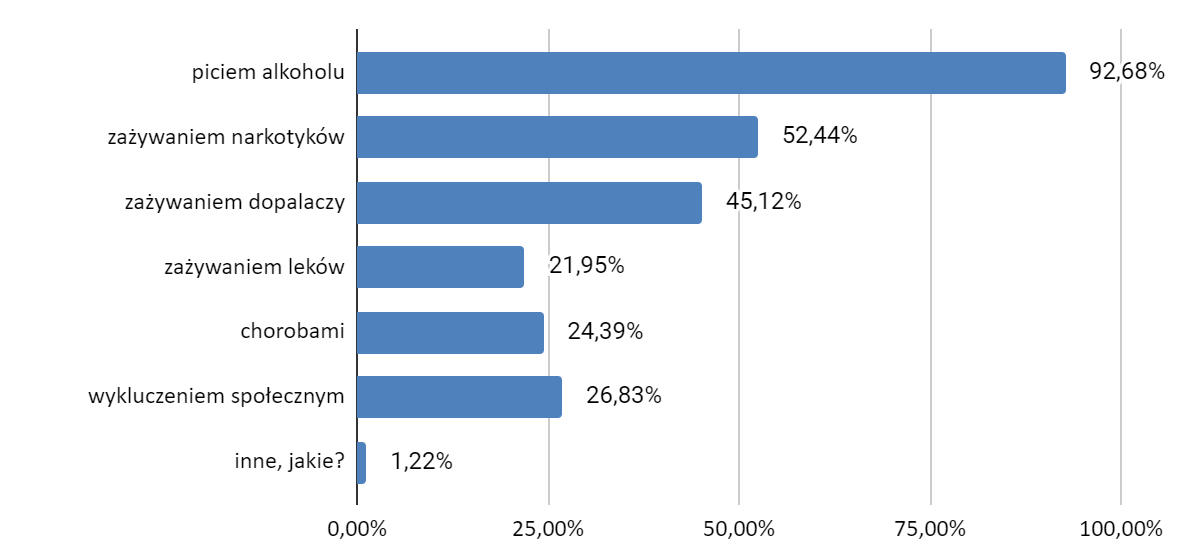 piciem alkoholu 92,68%
zażywaniem narkotyków 52,44%
zażywaniem dopalaczy 45,12%
zażywaniem leków 21,95%
chorobami 24,39%
wykluczeniem społecznym 26,83%
inne, jakie? 1,22%
0,00% 25,00% 50,00% 75,00% 100,00%